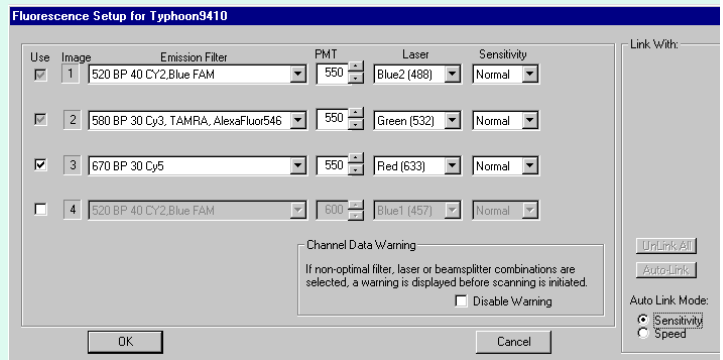 Fluorescence Setup for Typhoon9410
Link With:
Use Image Emission Filter PMT Laser Sensitivity
1 520 BP 40 CY2,Blue FAM 550 Blue2 (488) Normal
2 580 BP 30 Cy3, TAMRA, AlexaFluor546 550 Green (532) Normal
3 670 BP 30 Cy5 550 Red (633) Normal
4 520 BP 40 CY2,Blue FAM 600 Blue1 (457) Normal
Channel Data Warning
If non-optimal filter, laser or beamsplitter combinations are
selected, a warning is displayed before scanning is initiated.
Disable Warning
UnLink All
Auto-Link
Auto Link Mode:
Sensitivity
Speed
OK Cancel